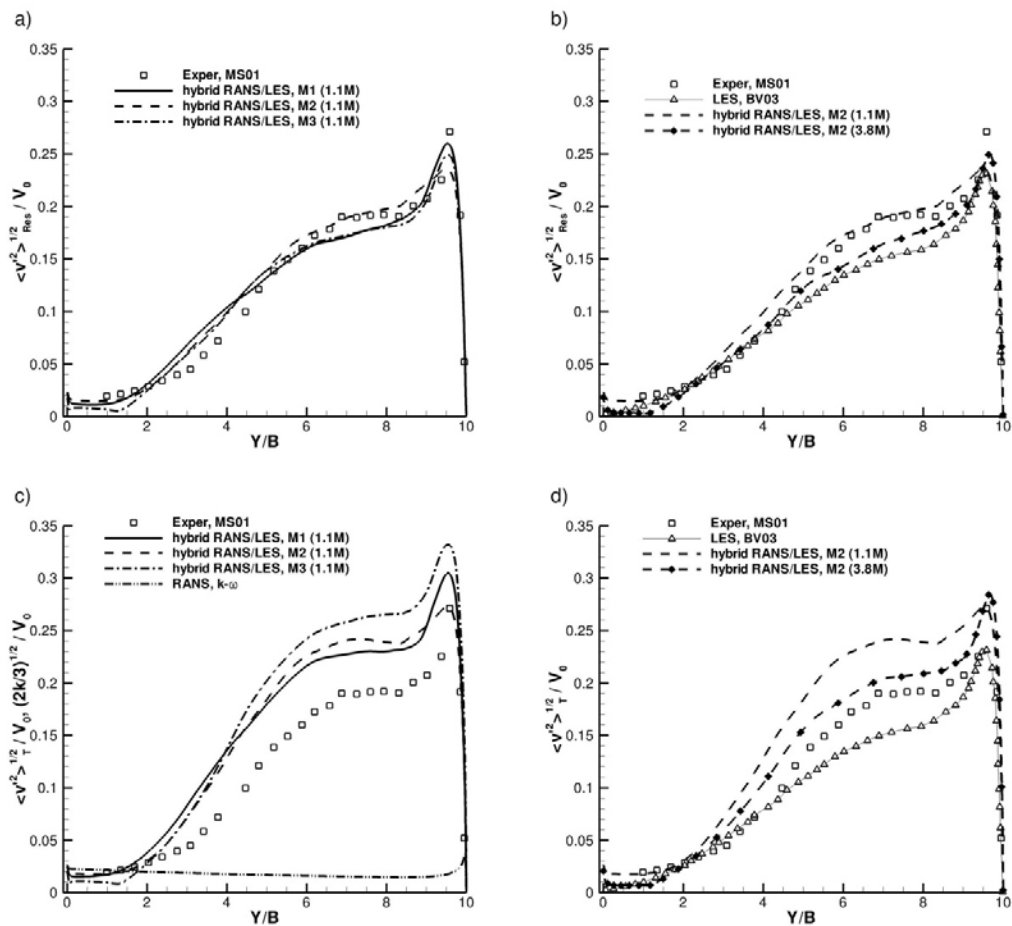 a)
0.35
0.3
0.25
0.2
0.15
0.1
0.05
0
<v'²>^1/2_Res / V₀
Exper, MS01
hybrid RANS/LES, M1 (1.1M)
hybrid RANS/LES, M2 (1.1M)
hybrid RANS/LES, M3 (1.1M)
0 2 4 6 8 10
Y/B
b)
0.35
0.3
0.25
0.2
0.15
0.1
0.05
0
<v'²>^1/2_Res / V₀
Exper, MS01
LES, BV03
hybrid RANS/LES, M2 (1.1M)
hybrid RANS/LES, M2 (3.8M)
0 2 4 6 8 10
Y/B
c)
0.35
0.3
0.25
0.2
0.15
0.1
0.05
0
<v'²>^1/2_T / V₀, (2k/3)^1/2 / V₀
Exper, MS01
hybrid RANS/LES, M1 (1.1M)
hybrid RANS/LES, M2 (1.1M)
hybrid RANS/LES, M3 (1.1M)
RANS, k-ω
0 2 4 6 8 10
Y/B
d)
0.35
0.3
0.25
0.2
0.15
0.1
0.05
0
<v'²>^1/2_T / V₀
Exper, MS01
LES, BV03
hybrid RANS/LES, M2 (1.1M)
hybrid RANS/LES, M2 (3.8M)
0 2 4 6 8 10
Y/B